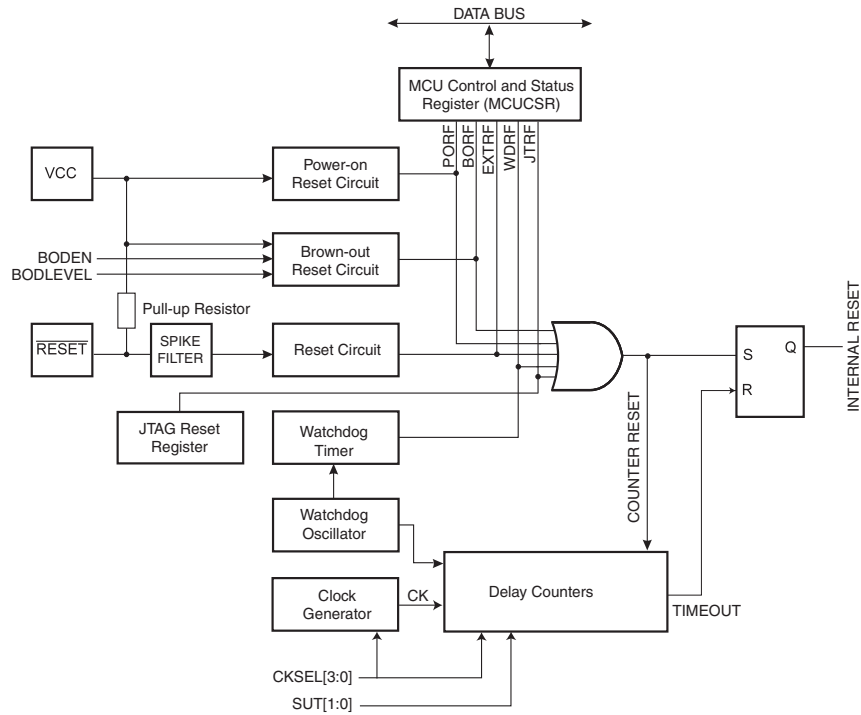 DATA BUS
MCU Control and Status
Register (MCUCSR)
PORF
BORF
EXTRF
WDRF
JTRF
VCC
Power-on
Reset Circuit
BODEN
BODLEVEL
Brown-out
Reset Circuit
Pull-up Resistor
RESET
SPIKE
FILTER
Reset Circuit
S
Q
R
INTERNAL RESET
JTAG Reset
Register
Watchdog
Timer
COUNTER RESET
Watchdog
Oscillator
Clock
Generator
CK
Delay Counters
TIMEOUT
CKSEL[3:0]
SUT[1:0]